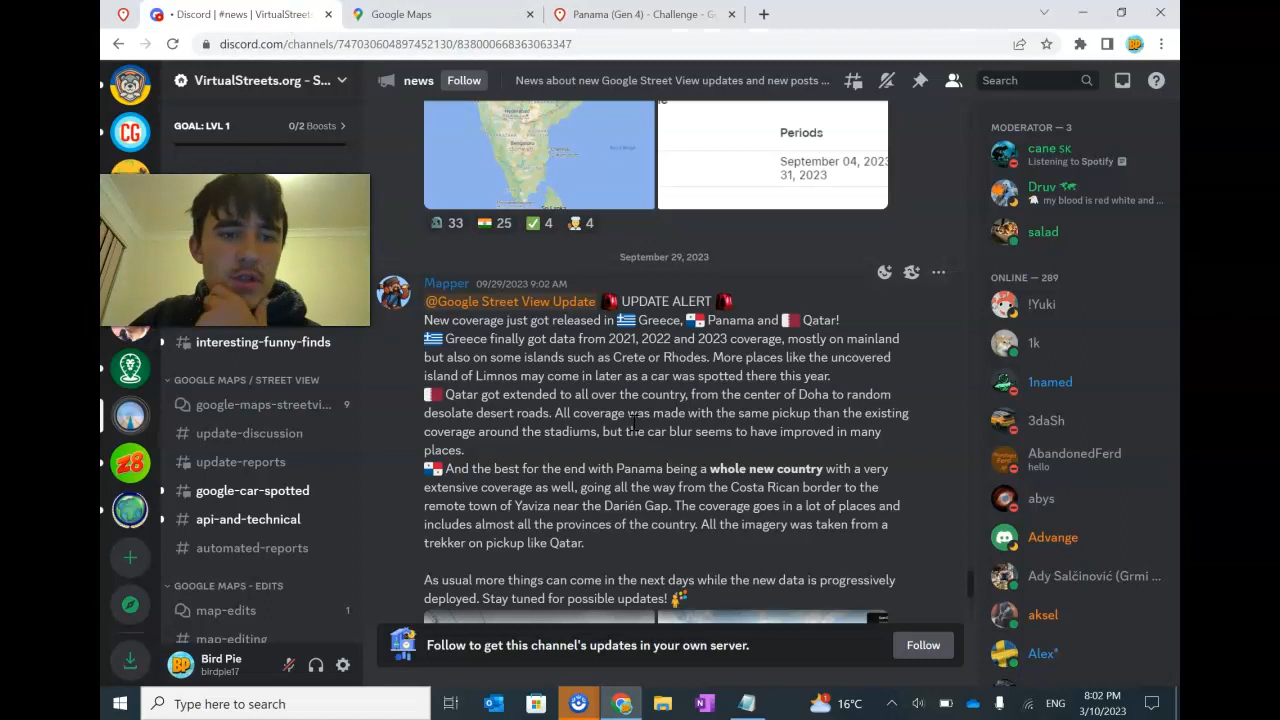 • Discord | #news | VirtualStreets
Google Maps
Panama (Gen 4) - Challenge - G
discord.com/channels/747030604897452130/838000668363063347
VirtualStreets.org - S...
news
Follow
News about new Google Street View updates and new posts ...
Search
GOAL: LVL 1
0/2 Boosts
CG
interesting-funny-finds
GOOGLE MAPS / STREET VIEW
google-maps-streetvi...
9
update-discussion
update-reports
google-car-spotted
api-and-technical
automated-reports
GOOGLE MAPS - EDITS
map-edits
1
map-editing
Z8
BP
Bird Pie
birdpie17
Hyderabad
Bengaluru
Periods
September 04, 2023
31, 2023
33
25
4
4
September 29, 2023
Mapper 09/29/2023 9:02 AM
@Google Street View Update UPDATE ALERT
New coverage just got released in Greece, Panama and Qatar!
Greece finally got data from 2021, 2022 and 2023 coverage, mostly on mainland
but also on some islands such as Crete or Rhodes. More places like the uncovered
island of Limnos may come in later as a car was spotted there this year.
Qatar got extended to all over the country, from the center of Doha to random
desolate desert roads. All coverage was made with the same pickup than the existing
coverage around the stadiums, but the car blur seems to have improved in many
places.
And the best for the end with Panama being a whole new country with a very
extensive coverage as well, going all the way from the Costa Rican border to the
remote town of Yaviza near the Darién Gap. The coverage goes in a lot of places and
includes almost all the provinces of the country. All the imagery was taken from a
trekker on pickup like Qatar.
As usual more things can come in the next days while the new data is progressively
deployed. Stay tuned for possible updates!
Follow to get this channel's updates in your own server.
Follow
MODERATOR — 3
cane SK
Listening to Spotify
Druv
my blood is red white and ...
salad
ONLINE — 289
!Yuki
1k
1named
3daSh
AbandonedFerd
hello
abys
Advange
Ady Salčinović (Grmi ...
aksel
Alex*
Type here to search
1
16°C
ENG
8:02 PM
3/10/2023